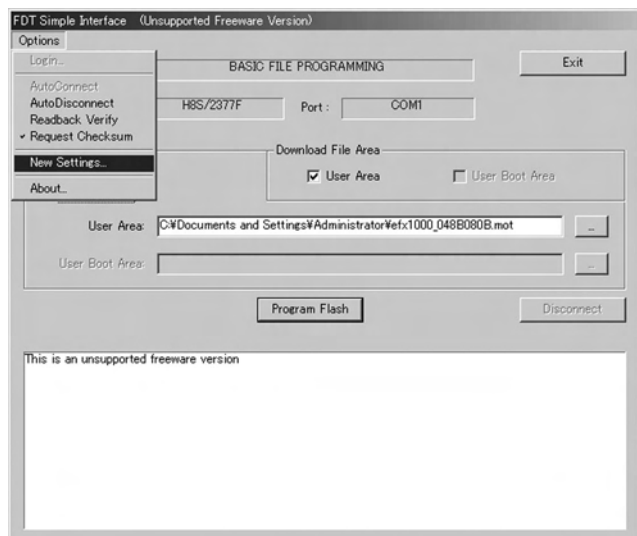 FDT Simple Interface (Unsupported Freeware Version)
Options
Login...
AutoConnect
AutoDisconnect
Readback Verify
✓ Request Checksum
New Settings...
About...
BASIC FILE PROGRAMMING
Exit
H8S/2377F Port : COM1
Download File Area
User Area User Boot Area
User Area: C:¥Documents and Settings¥Administrator¥efx1000_048B080B.mot ...
User Boot Area: ...
Program Flash Disconnect
This is an unsupported freeware version